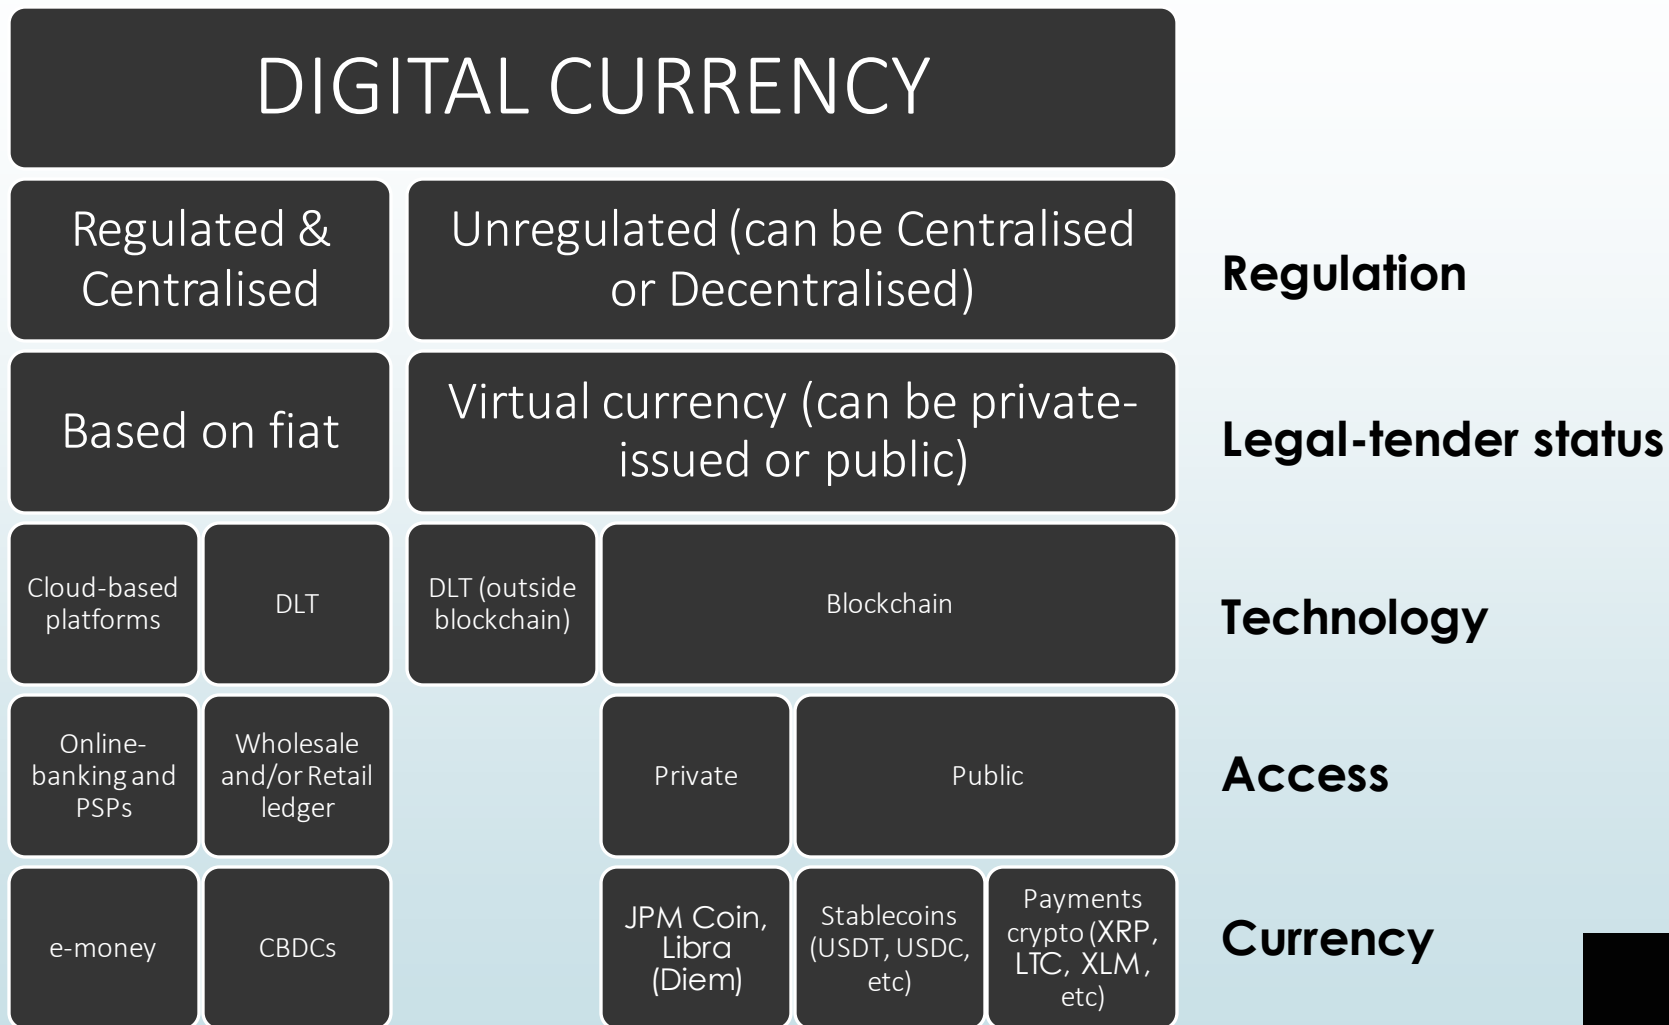 DIGITAL CURRENCY
Regulated &
Centralised
Unregulated (can be Centralised
or Decentralised)
Regulation
Based on fiat
Virtual currency (can be private-
issued or public)
Legal-tender status
Cloud-based
platforms
DLT
DLT (outside
blockchain)
Blockchain
Technology
Online-
banking and
PSPs
Wholesale
and/or Retail
ledger
Private
Public
Access
e-money
CBDCs
JPM Coin,
Libra
(Diem)
Stablecoins
(USDT, USDC,
etc)
Payments
crypto (XRP,
LTC, XLM,
etc)
Currency